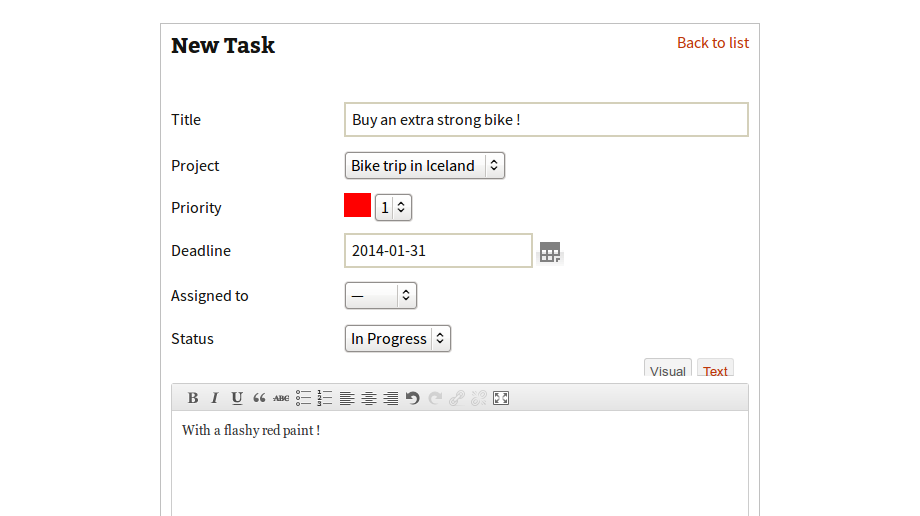 New Task
Back to list
Title
Buy an extra strong bike !
Project
Bike trip in Iceland
Priority
1
Deadline
2014-01-31
Assigned to
—
Status
In Progress
Visual
Text
B I U “ ABC
With a flashy red paint !